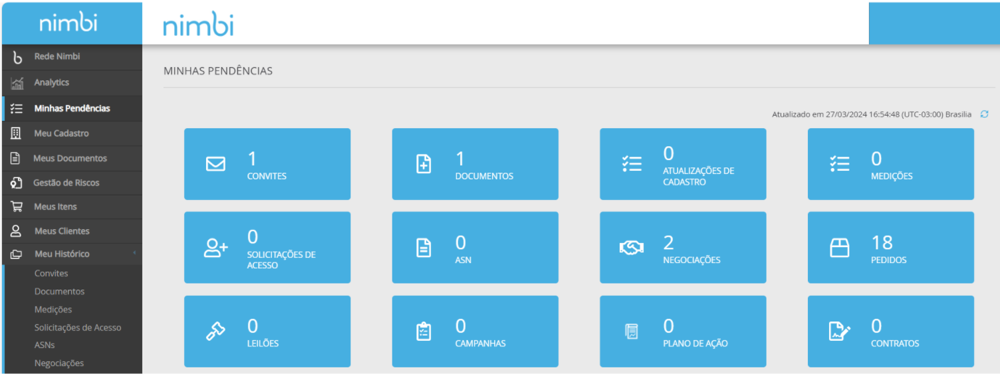 nimbi
nimbi
Rede Nimbi
Analytics
Minhas Pendências
Meu Cadastro
Meus Documentos
Gestão de Riscos
Meus Itens
Meus Clientes
Meu Histórico
Convites
Documentos
Medições
Solicitações de Acesso
ASNs
Negociações
MINHAS PENDÊNCIAS
Atualizado em 27/03/2024 16:54:48 (UTC-03:00) Brasilia
1
CONVITES
1
DOCUMENTOS
0
ATUALIZAÇÕES DE
CADASTRO
0
MEDIÇÕES
0
SOLICITAÇÕES DE
ACESSO
0
ASN
2
NEGOCIAÇÕES
18
PEDIDOS
0
LEILÕES
0
CAMPANHAS
0
PLANO DE AÇÃO
0
CONTRATOS